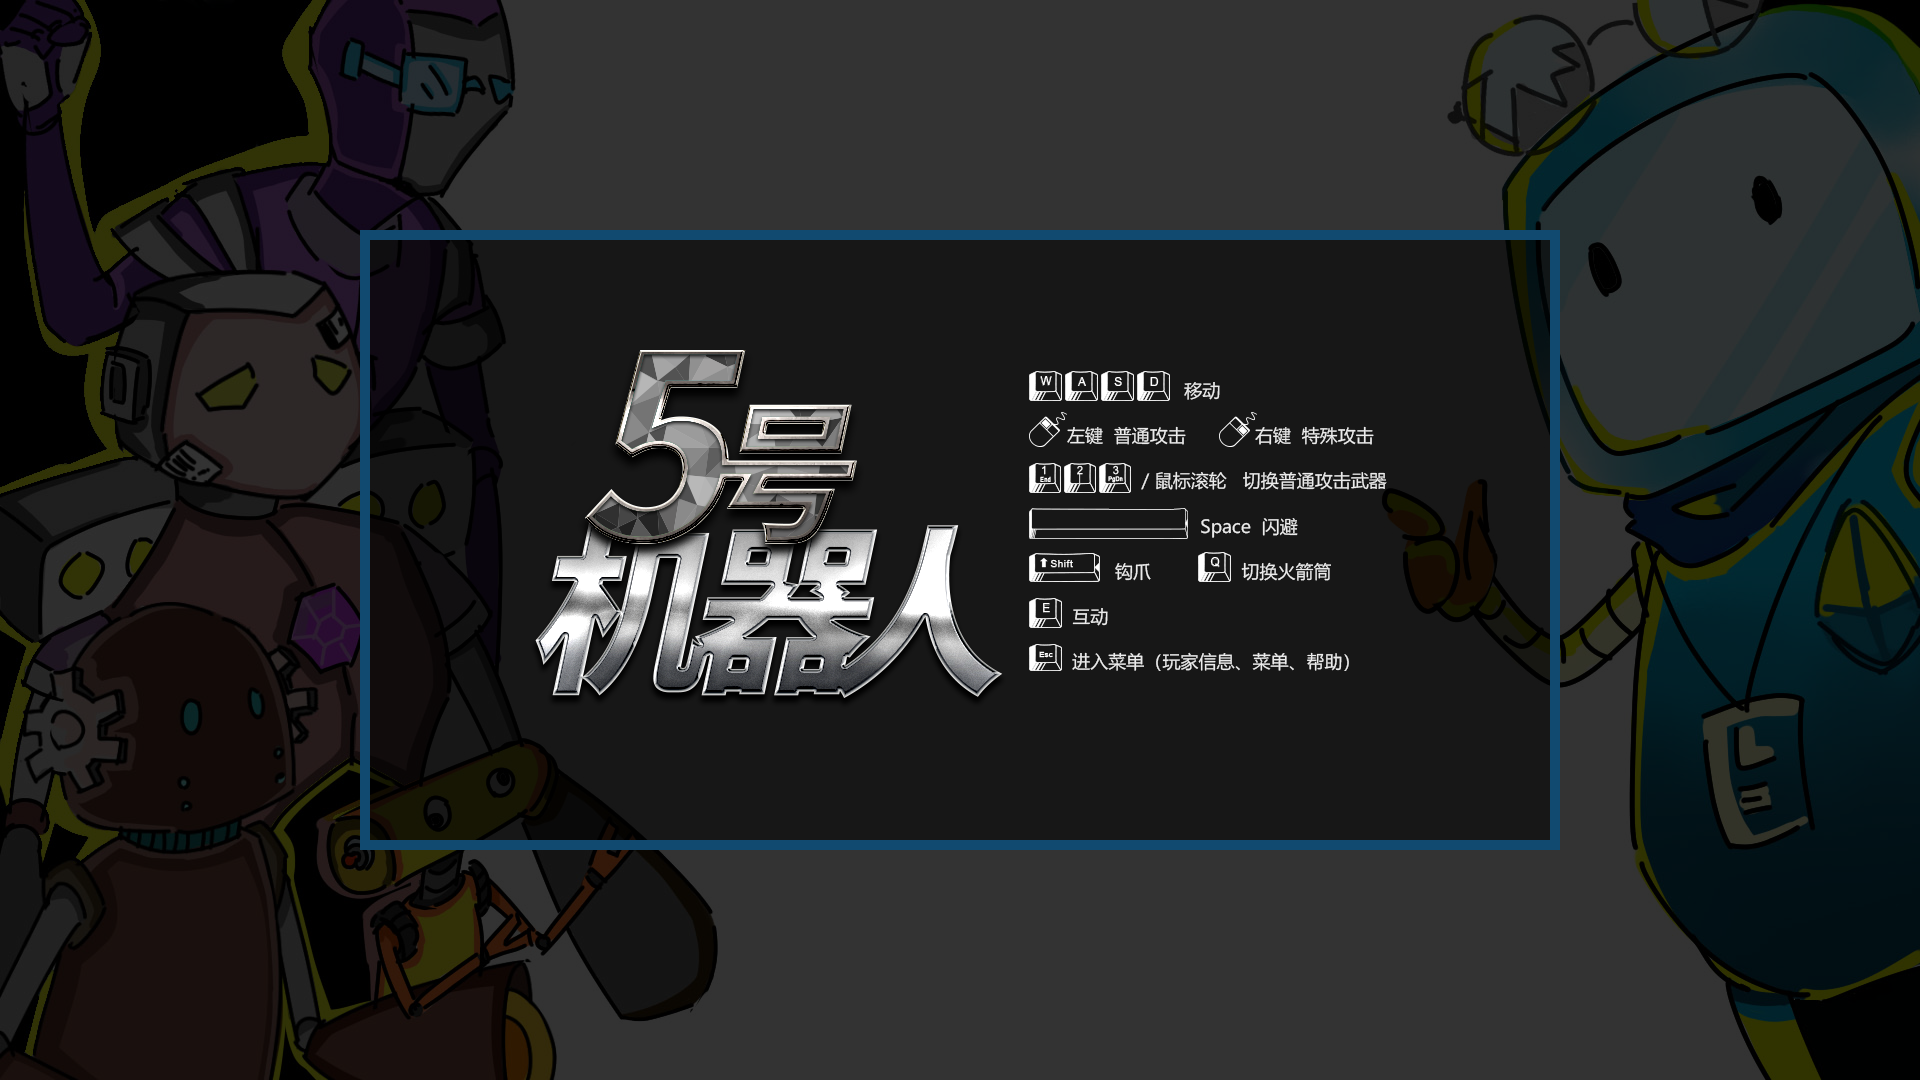 5号
机器人
W A S D 移动
左键 普通攻击 右键 特殊攻击
1 End 2 ↓ 3 PgDn / 鼠标滚轮 切换普通攻击武器
Space 闪避
⬆ Shift 钩爪 Q 切换火箭筒
E 互动
Esc 进入菜单（玩家信息、菜单、帮助）